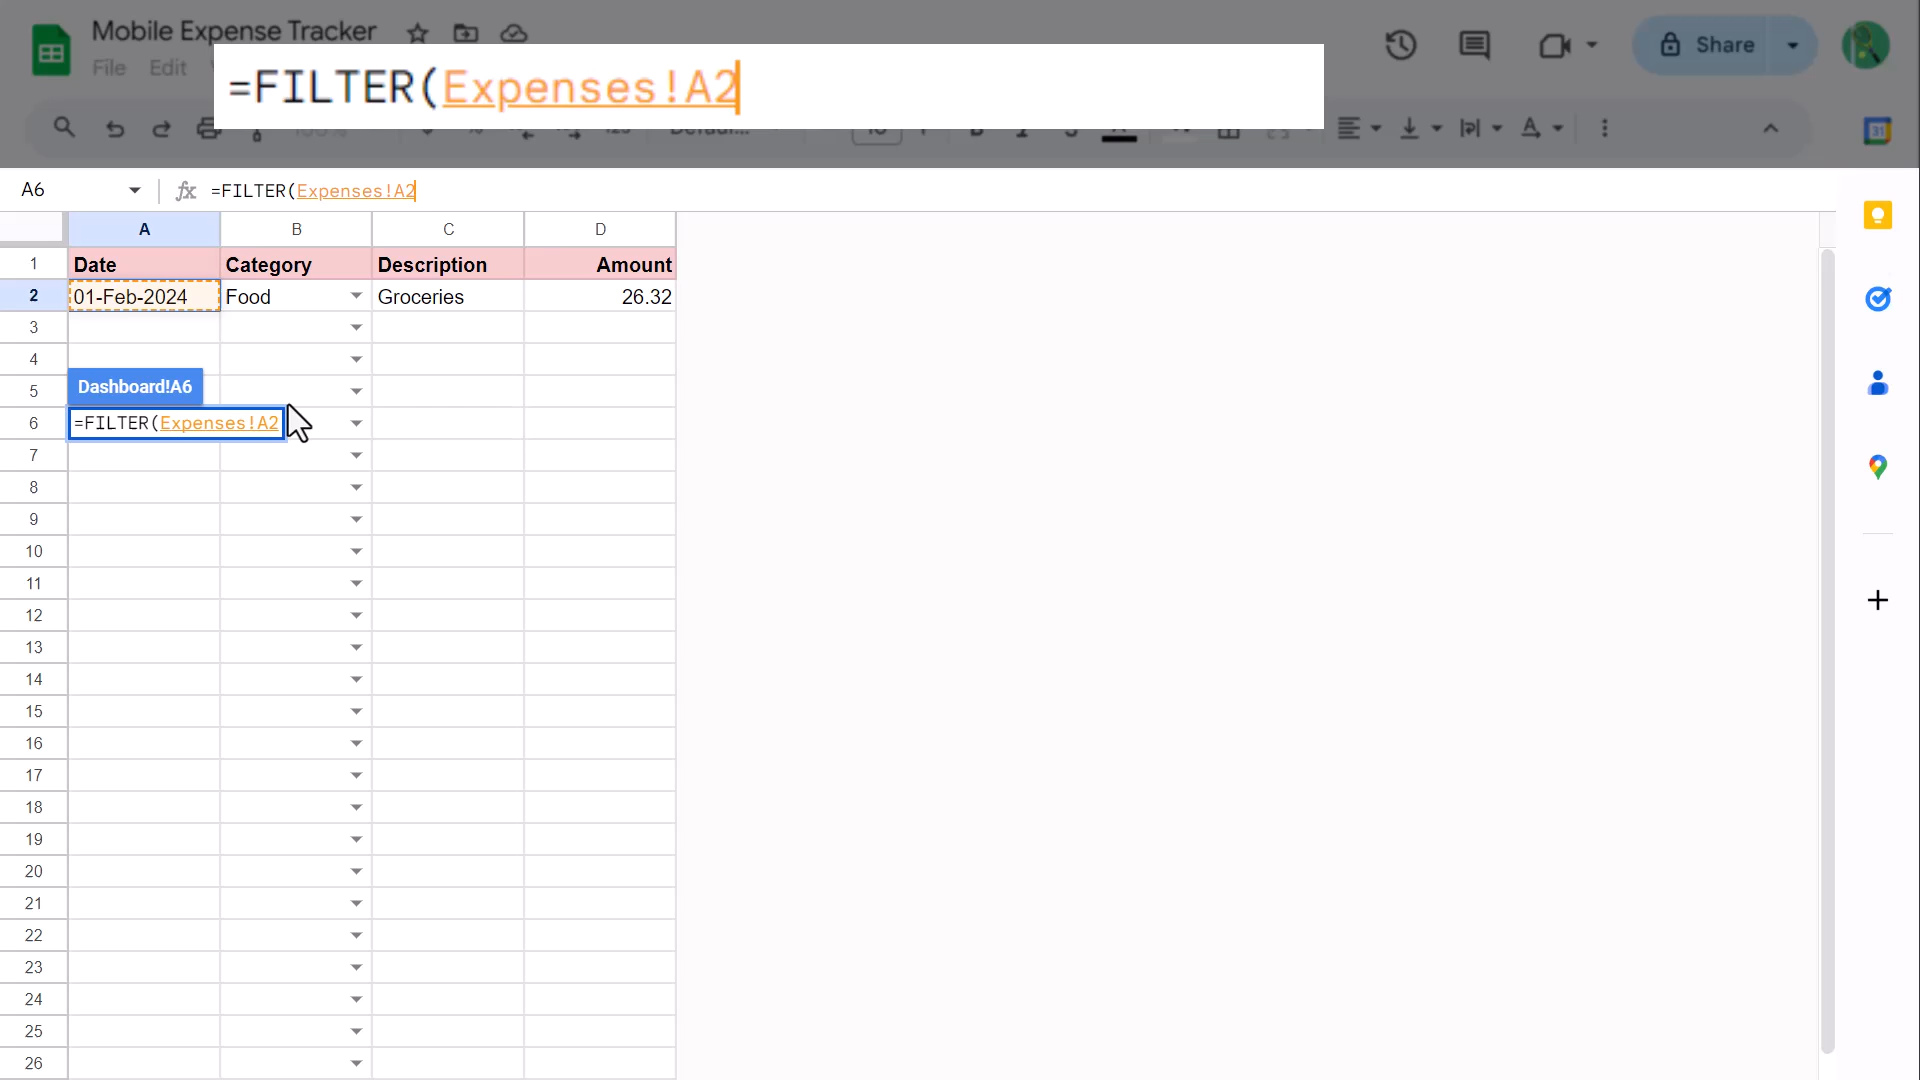 Mobile Expense Tracker
File Edit
Share
=FILTER(Expenses!A2
31
A6
fx =FILTER(Expenses!A2
A B C D
1 Date Category Description Amount
2 01-Feb-2024 Food Groceries 26.32
3
4
Dashboard!A6
5
6 =FILTER(Expenses!A2
7
8
9
10
11
12
13
14
15
16
17
18
19
20
21
22
23
24
25
26